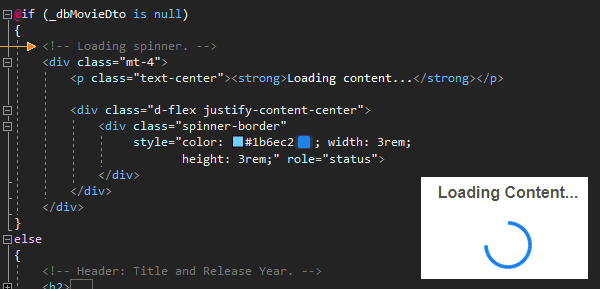 @if (_dbMovieDto is null)
{
<!-- Loading spinner. -->
<div class="mt-4">
<p class="text-center"><strong>Loading content...</strong></p>
<div class="d-flex justify-content-center">
<div class="spinner-border"
style="color: #1b6ec2 ; width: 3rem;
height: 3rem;" role="status">
</div>
</div>
</div>
}
else
{
<!-- Header: Title and Release Year. -->
<h2>...
Loading Content...